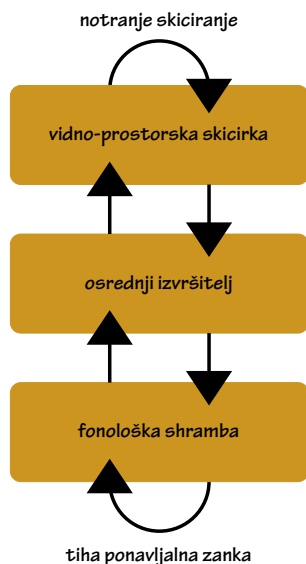 notranje skiciranje
vidno-prostorska skicirka
osrednji izvršitelj
fonološka shramba
tiha ponavljalna zanka